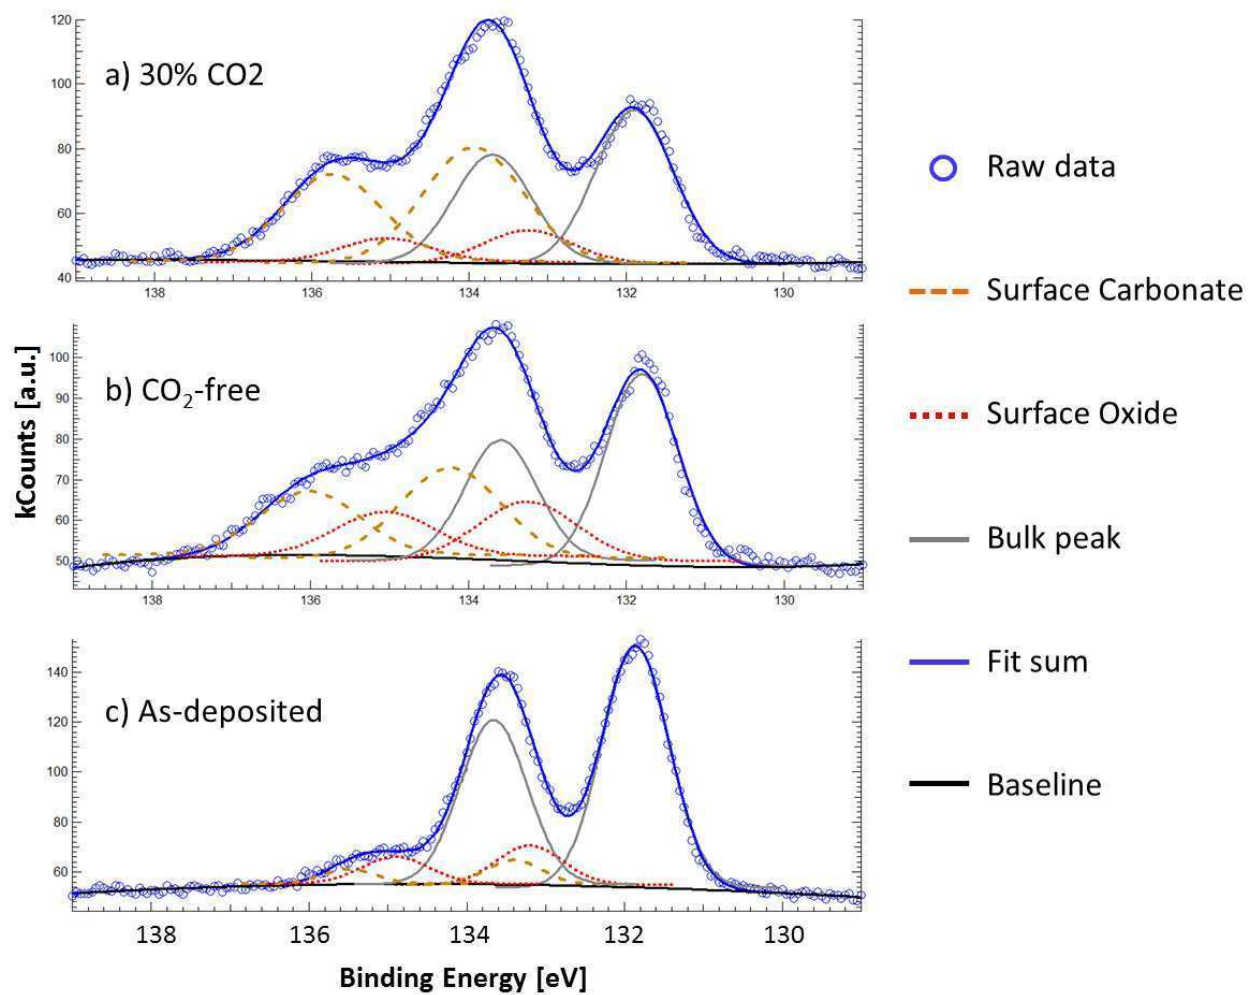 120
a) 30% CO2
100
80
60
40
138 136 134 132 130
100
b) CO₂-free
90
80
70
60
50
138 136 134 132 130
140
c) As-deposited
120
100
80
60
138 136 134 132 130
kCounts [a.u.]
Binding Energy [eV]
Raw data
Surface Carbonate
Surface Oxide
Bulk peak
Fit sum
Baseline